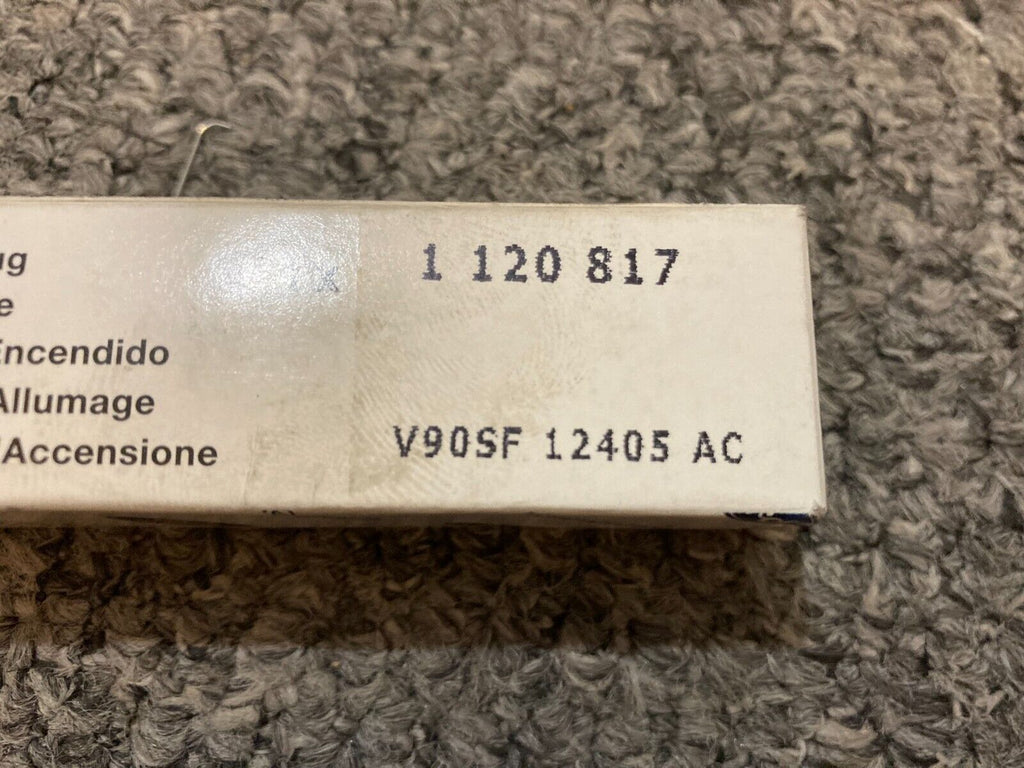 ug
e
Encendido
Allumage
'Accensione
1 120 817
V90SF 12405 AC